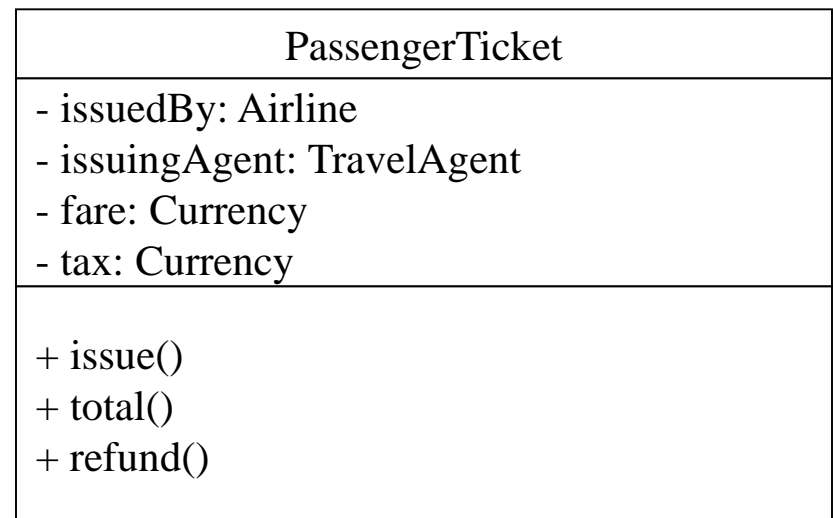 PassengerTicket
- issuedBy: Airline
- issuingAgent: TravelAgent
- fare: Currency
- tax: Currency
+ issue()
+ total()
+ refund()